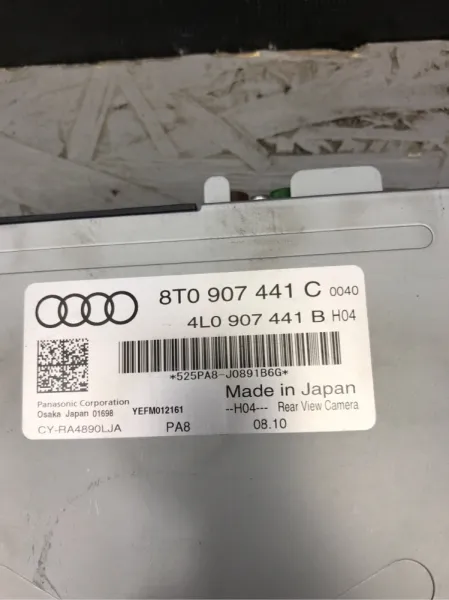 8T0 907 441 C 0040
4L0 907 441 B H04
*525PA8-J0891B6G*
Panasonic Corporation
Osaka Japan 01698
YEFM012161
Made in Japan
--H04--- Rear View Camera
CY-RA4890LJA
PA8
08.10